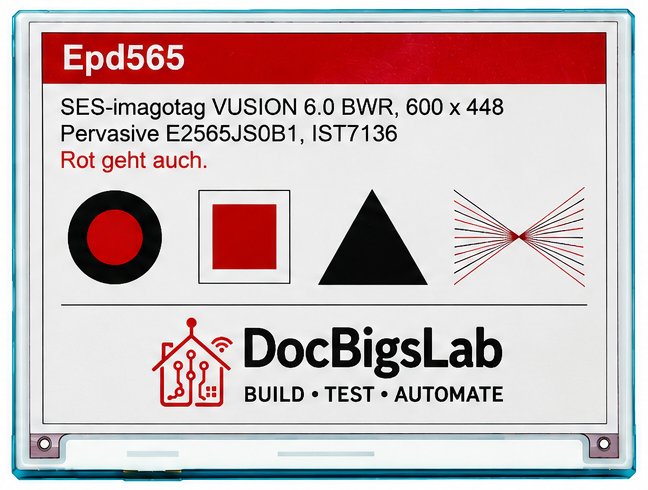 Epd565
SES-imagotag VUSION 6.0 BWR, 600 x 448
Pervasive E2565JS0B1, IST7136
Rot geht auch.
DocBigsLab
BUILD • TEST • AUTOMATE